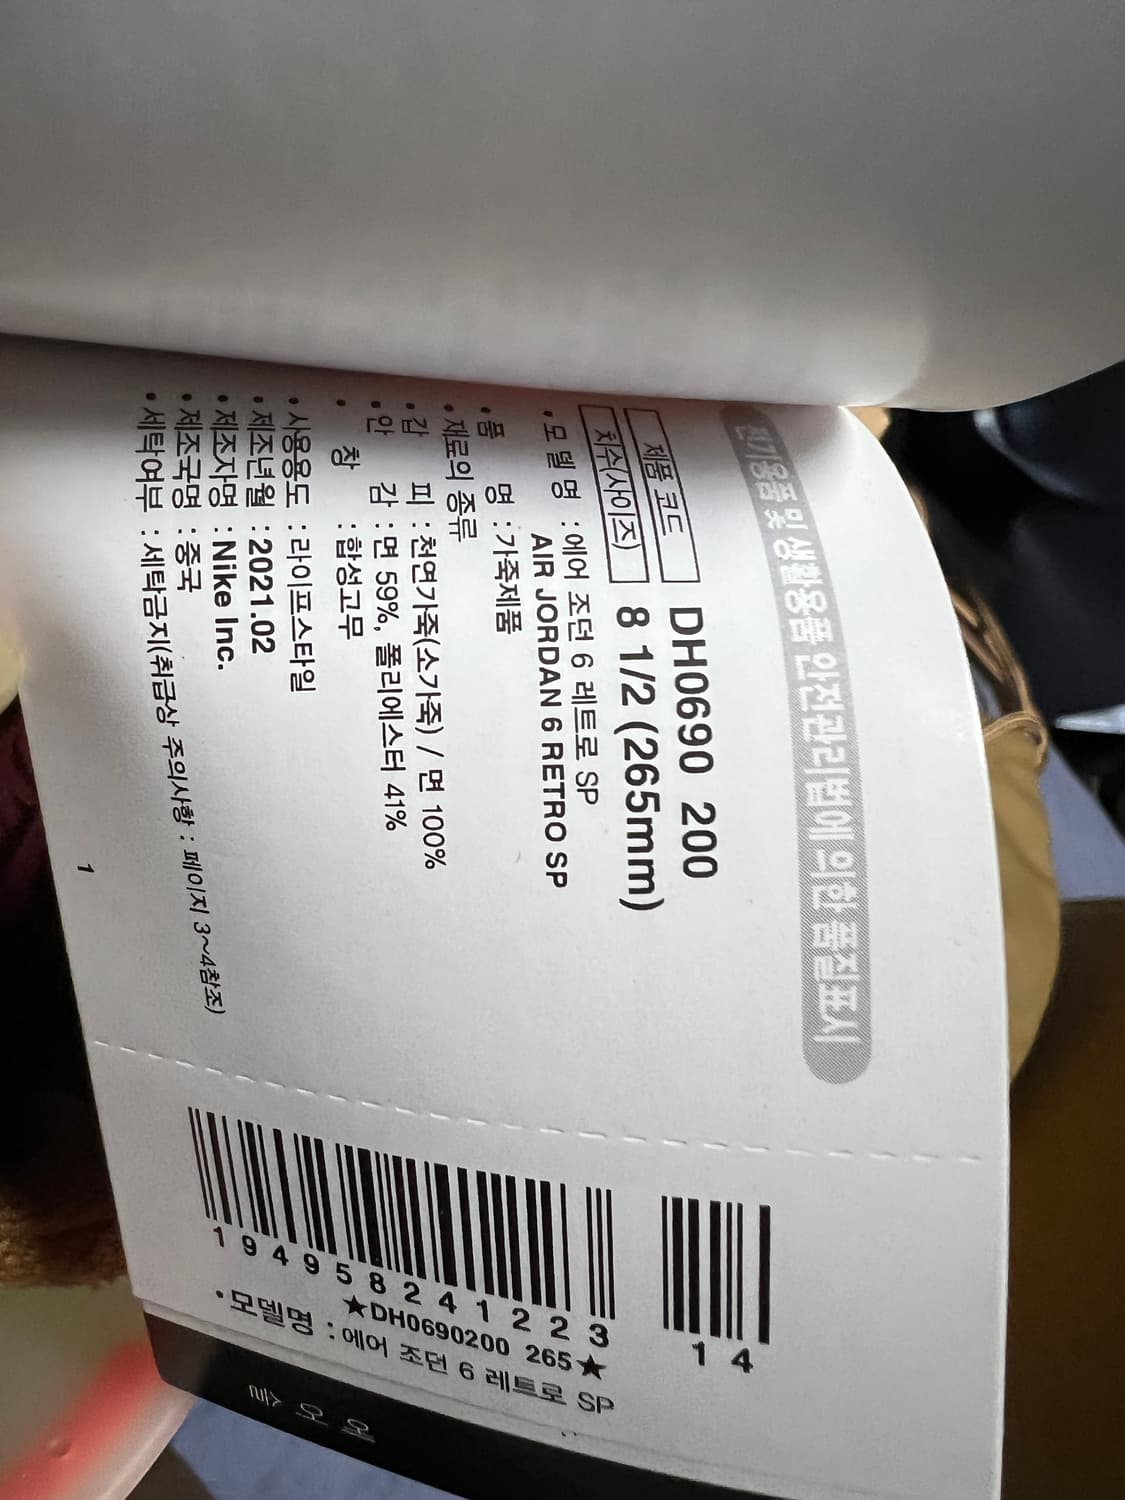 전기용품 및 생활용품 안전관리법에 의한 품질표시
제품 코드 DH0690 200
치수(사이즈) 8 1/2 (265mm)
•모 델 명 : 에어 조던 6 레트로 SP
AIR JORDAN 6 RETRO SP
•품 명 : 가죽제품
•재료의 종류
•갑 피 : 천연가죽(소가죽) / 면 100%
•안 감 : 면 59%, 폴리에스터 41%
• 창 : 합성고무
•사용용도 : 라이프스타일
•제조년월 : 2021.02
•제조자명 : Nike Inc.
•제조국명 : 중국
•세탁여부 : 세탁금지(취급상 주의사항 : 페이지 3~4참조)
1
14
194958241223
★DH0690200 265★
•모델명 : 에어 조던 6 레트로 SP